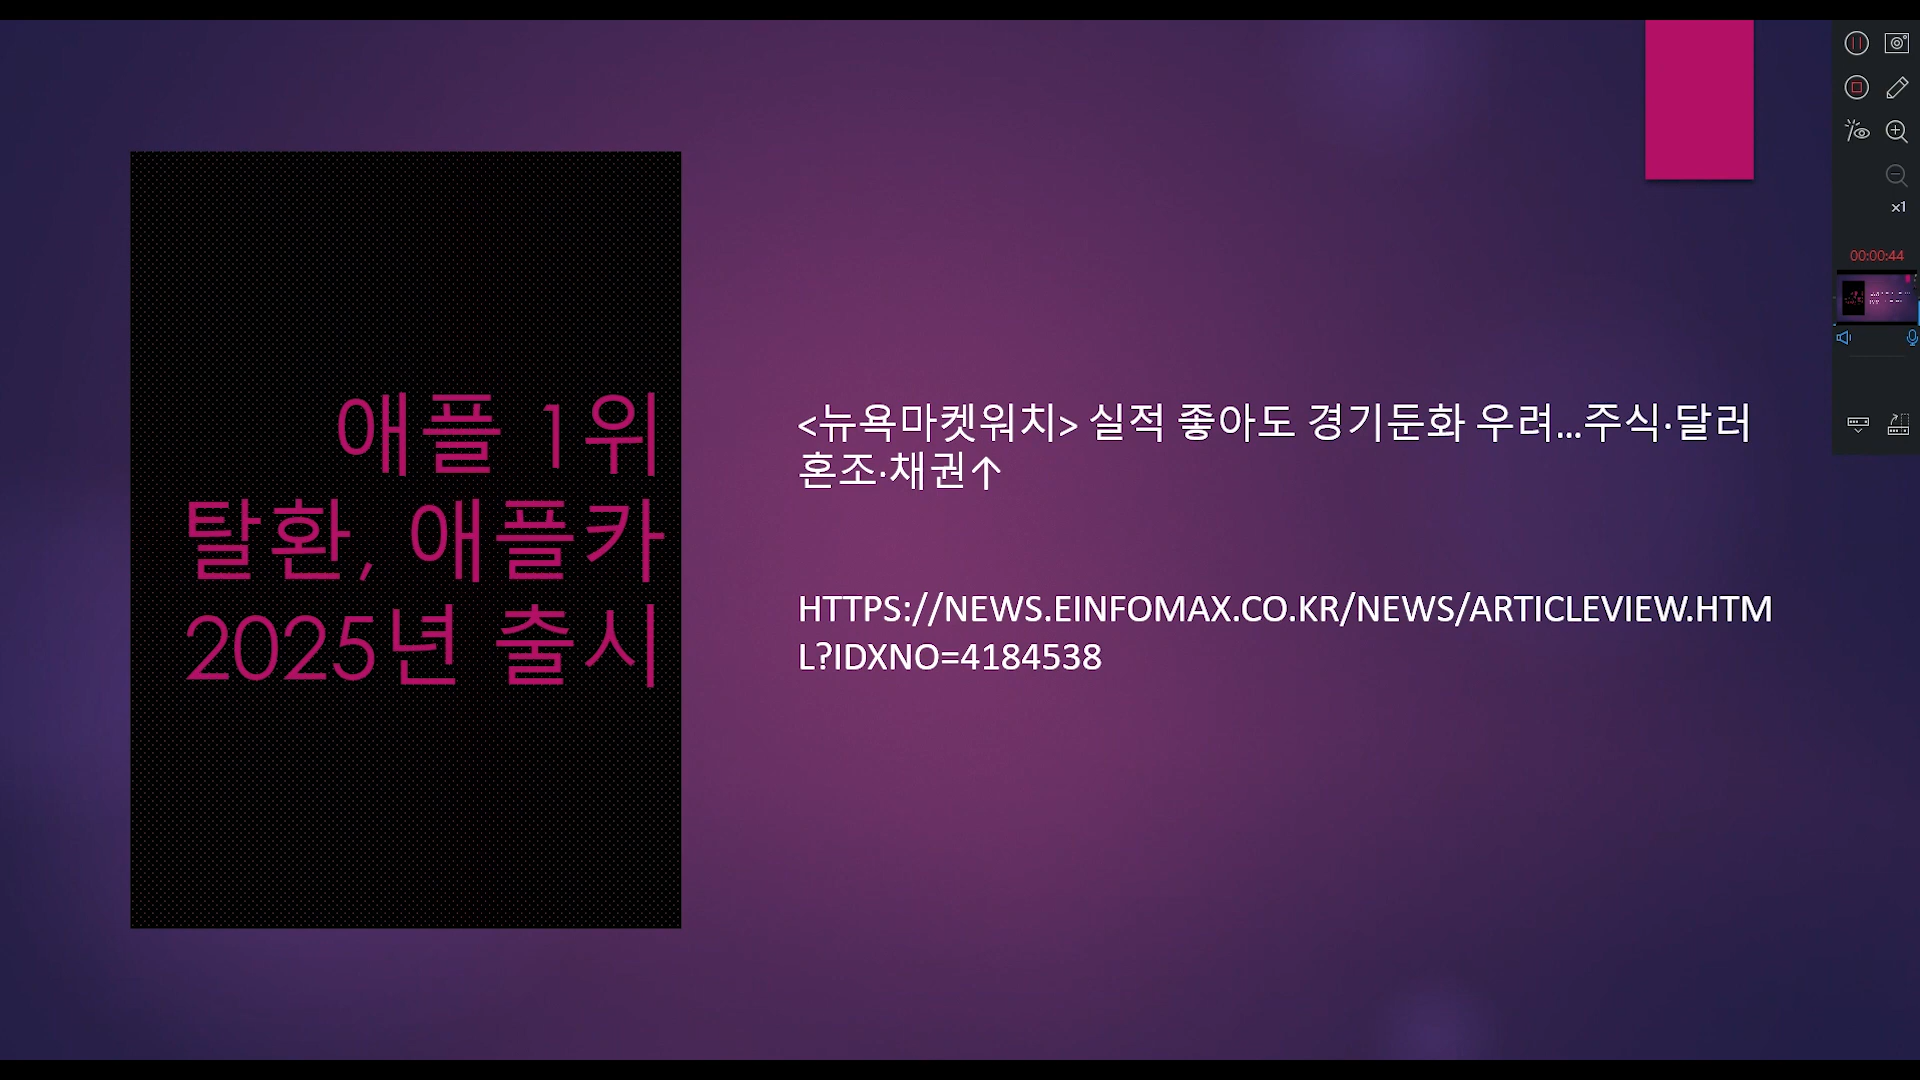 애플 1위
탈환, 애플카
2025년 출시
<뉴욕마켓워치> 실적 좋아도 경기둔화 우려...주식·달러
혼조·채권↑
HTTPS://NEWS.EINFOMAX.CO.KR/NEWS/ARTICLEVIEW.HTM
L?IDXNO=4184538
x1
00:00:44